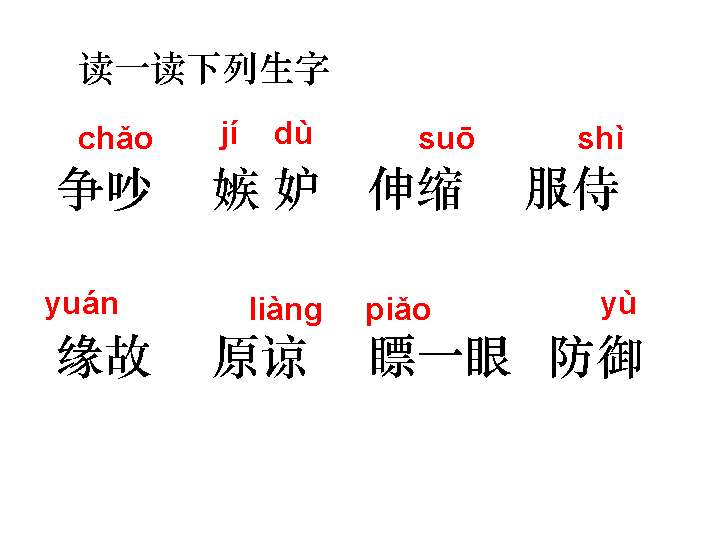 读一读下列生字
chǎo jí dù suō shì
争吵 嫉妒 伸缩 服侍
yuán liàng piǎo yù
缘故 原谅 瞟一眼 防御